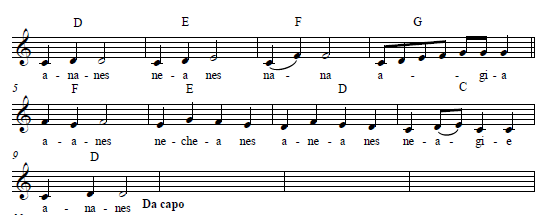 D E F G
a - na - nes ne - a - nes na - na a - - gi - a
5 F E D C
a - a - nes ne - che - a - nes a - ne - a - nes ne - a - gi - e
9 D
a - na - nes Da capo